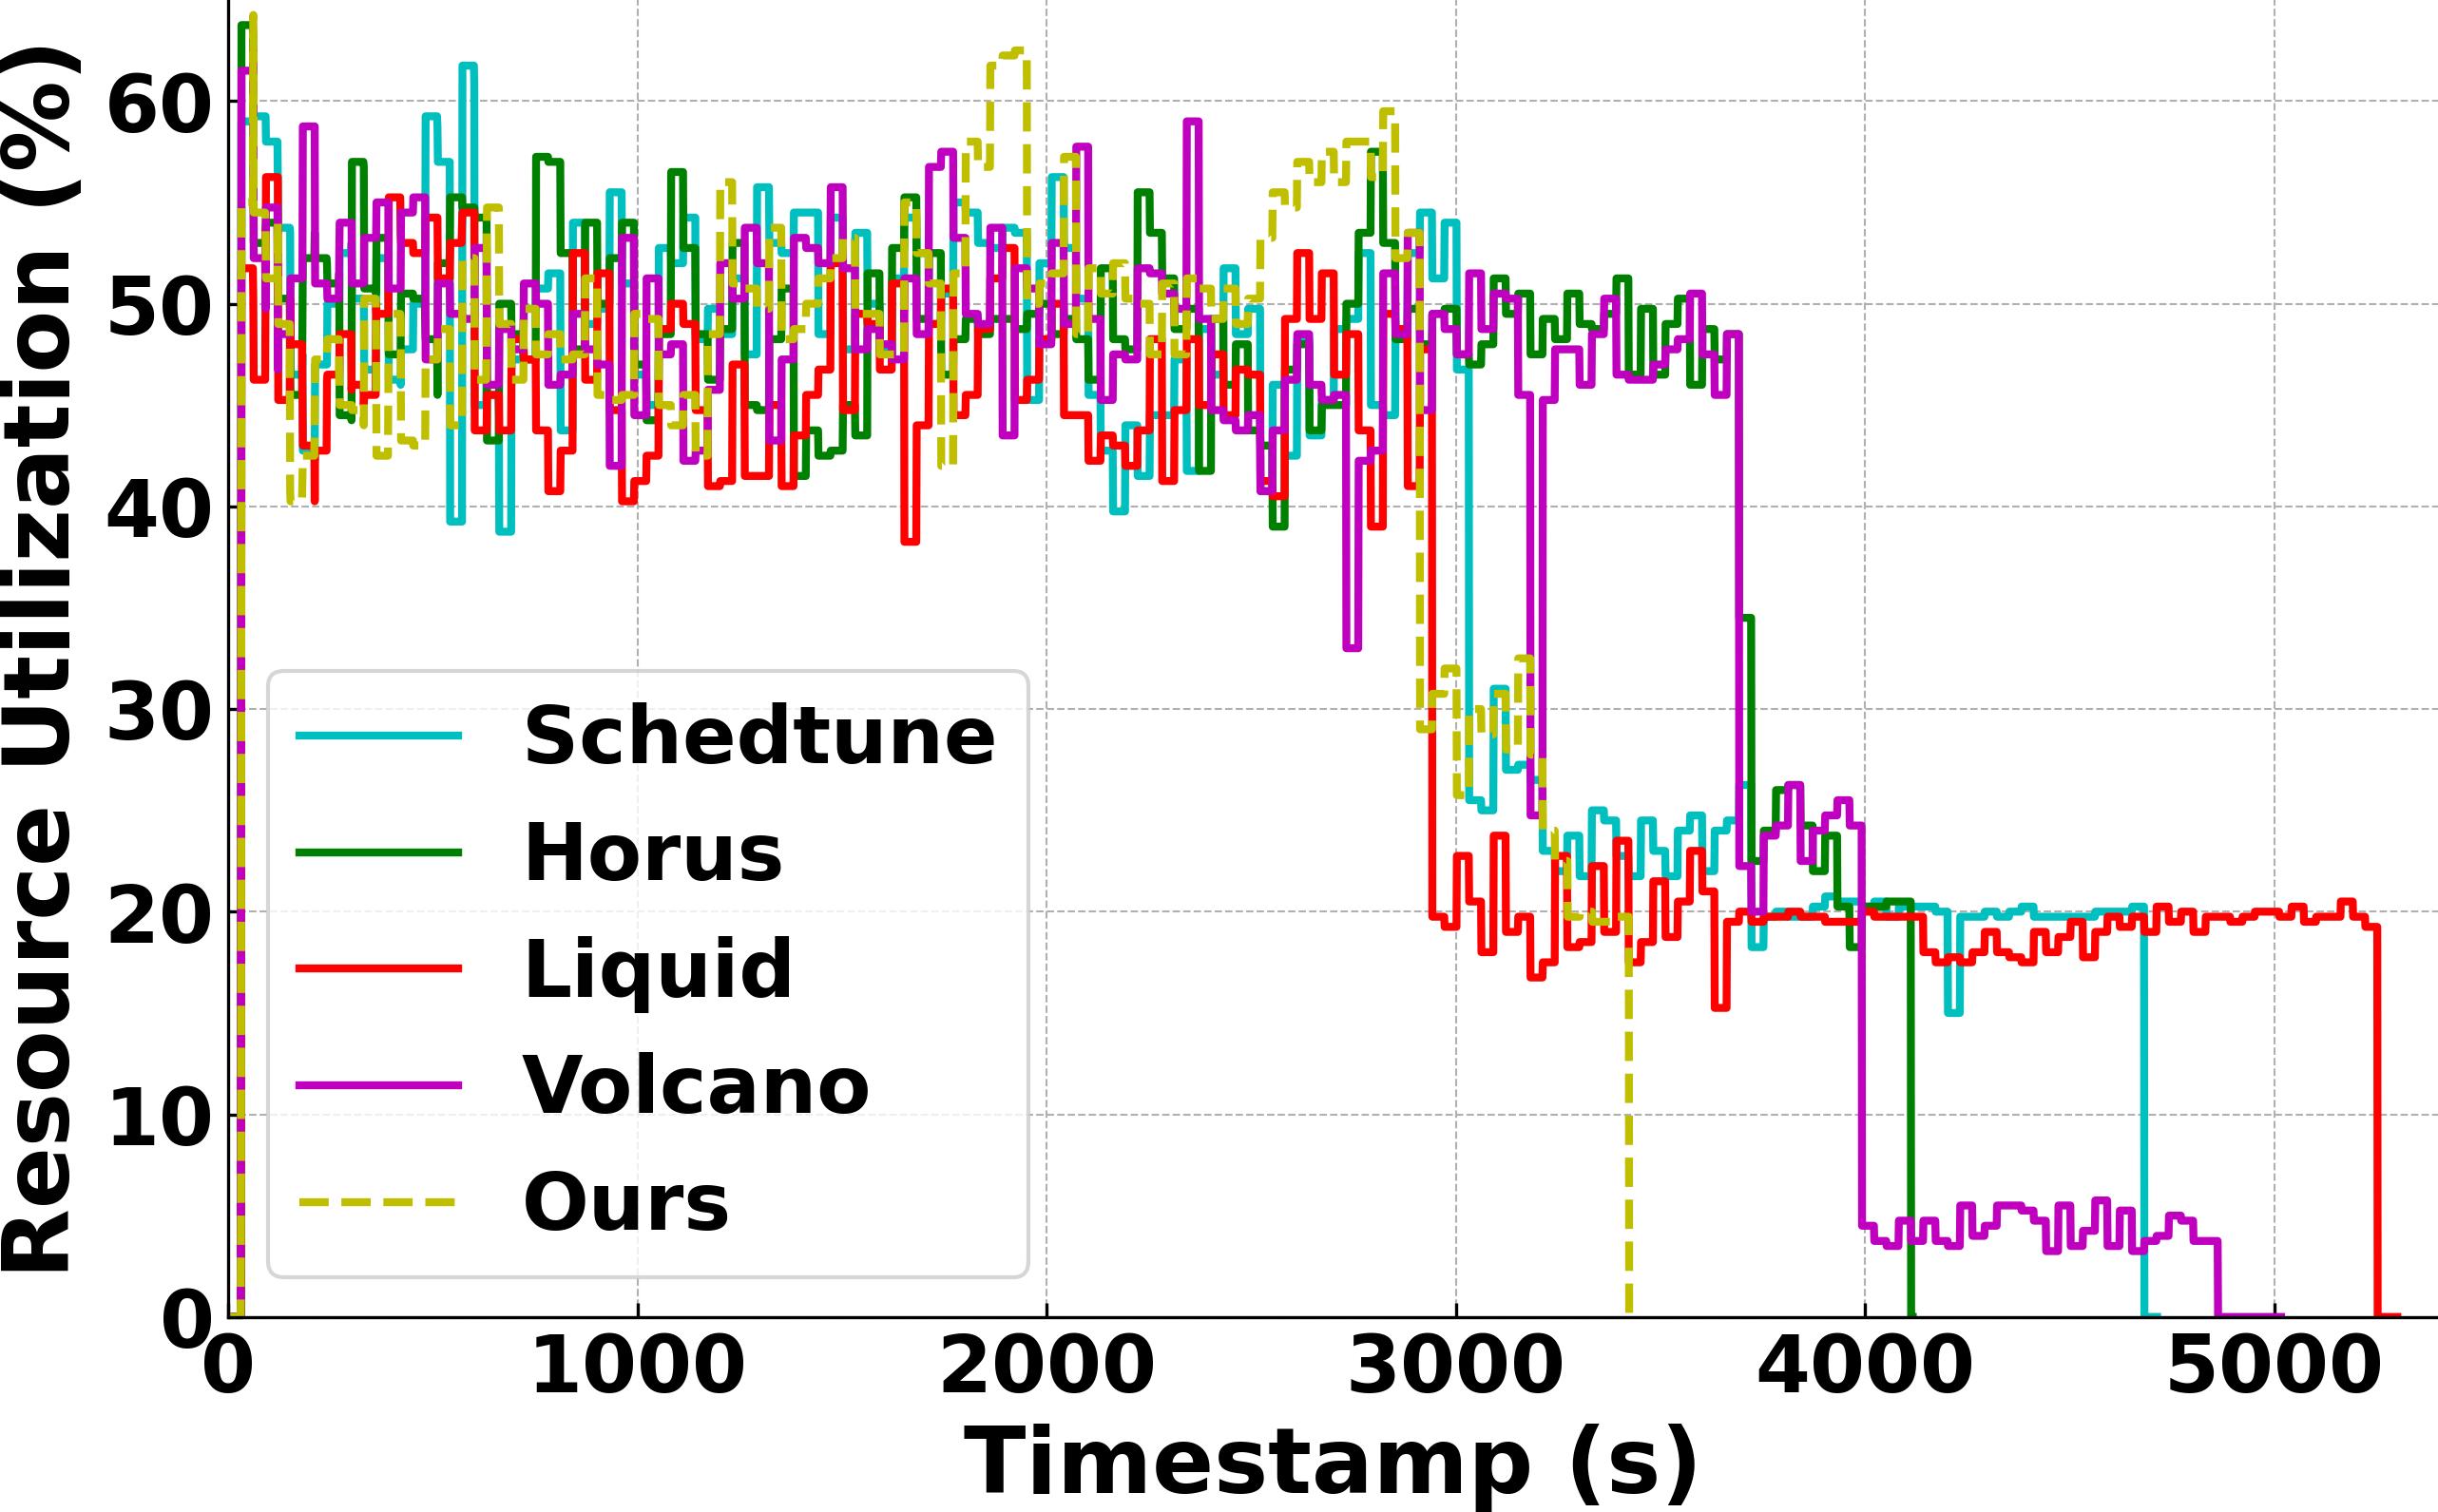 Resource Utilization (%)
60
50
40
30
20
10
0
Schedtune
Horus
Liquid
Volcano
Ours
0 1000 2000 3000 4000 5000
Timestamp (s)